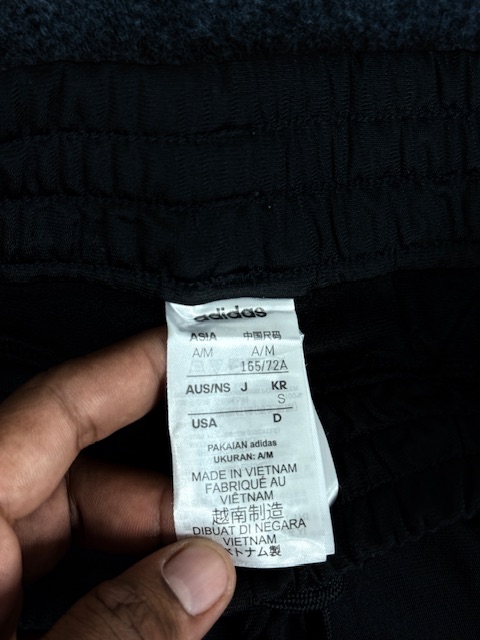 adidas
ASIA 中国尺码
A/M A/M
165/72A
AUS/NS J KR
S
USA D
PAKAIAN adidas
UKURAN: A/M
MADE IN VIETNAM
FABRIQUÉ AU
VIÊTNAM
越南制造
DIBUAT DI NEGARA
VIETNAM
トナム製